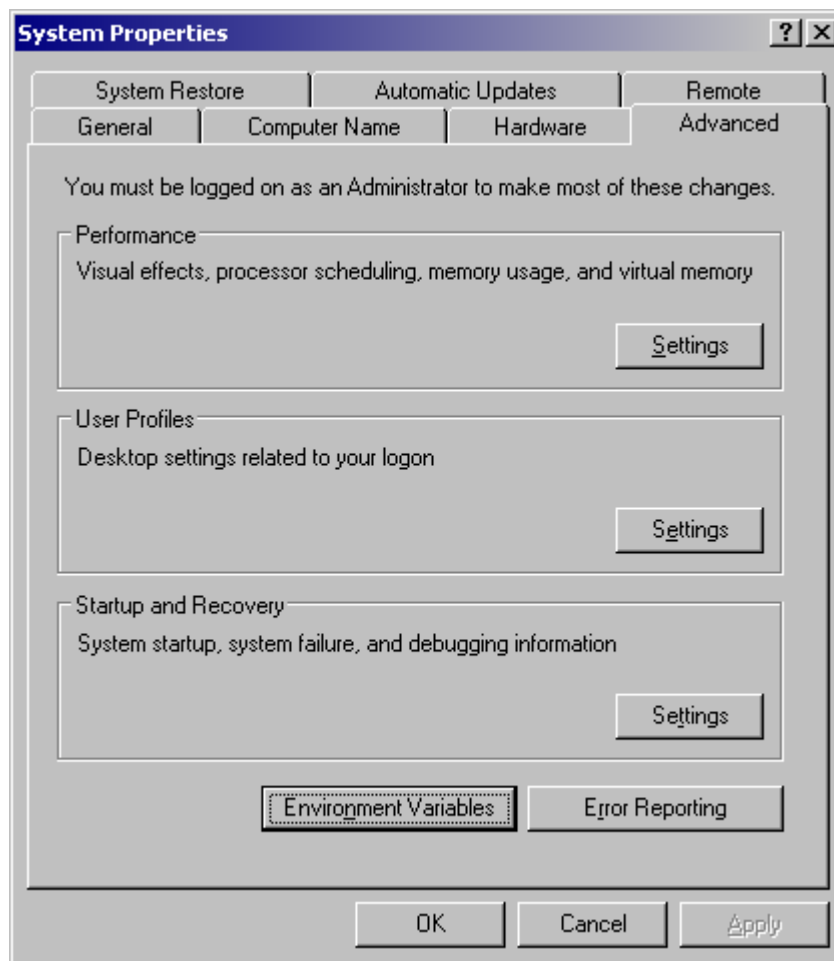 System Properties
System Restore Automatic Updates Remote
General Computer Name Hardware Advanced
You must be logged on as an Administrator to make most of these changes.
Performance
Visual effects, processor scheduling, memory usage, and virtual memory
Settings
User Profiles
Desktop settings related to your logon
Settings
Startup and Recovery
System startup, system failure, and debugging information
Settings
Environment Variables Error Reporting
OK Cancel Apply